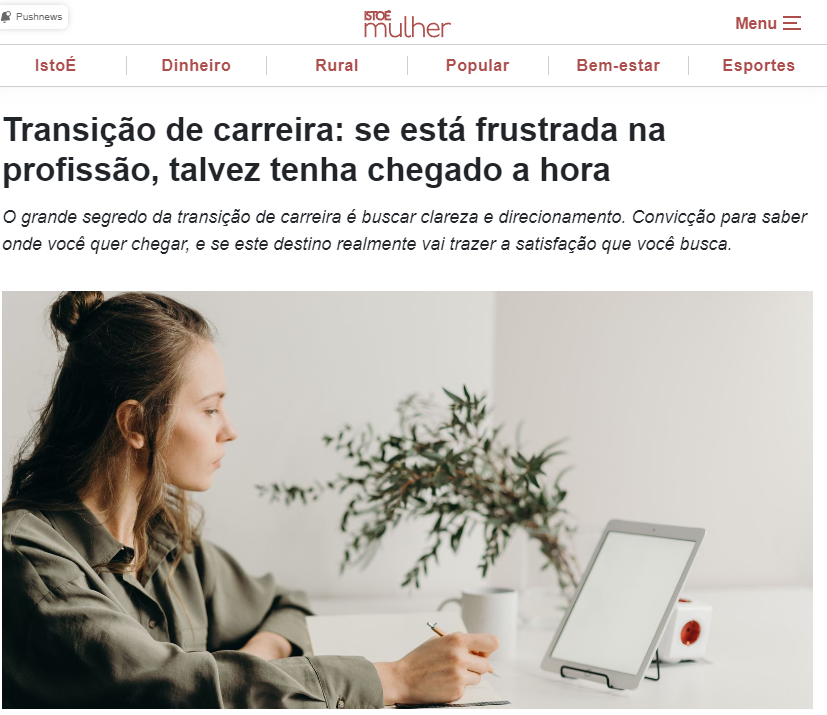 Pushnews
ISTOÉ
mulher
Menu
IstoÉ
Dinheiro
Rural
Popular
Bem-estar
Esportes
Transição de carreira: se está frustrada na
profissão, talvez tenha chegado a hora
O grande segredo da transição de carreira é buscar clareza e direcionamento. Convicção para saber
onde você quer chegar, e se este destino realmente vai trazer a satisfação que você busca.